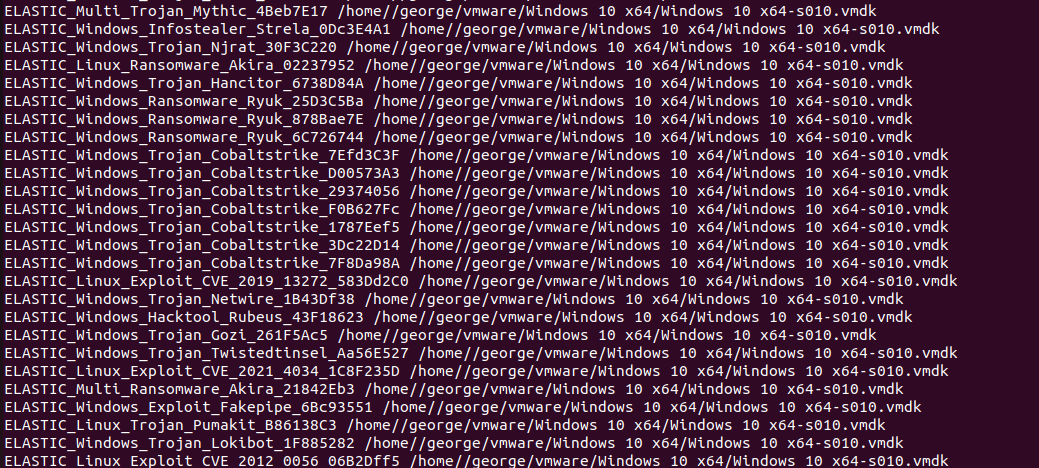 ELASTIC_Multi_Trojan_Mythic_4Beb7E17 /home//george/vmware/Windows 10 x64/Windows 10 x64-s010.vmdk
ELASTIC_Windows_Infostealer_Strela_0Dc3E4A1 /home//george/vmware/Windows 10 x64/Windows 10 x64-s010.vmdk
ELASTIC_Windows_Trojan_Njrat_30F3C220 /home//george/vmware/Windows 10 x64/Windows 10 x64-s010.vmdk
ELASTIC_Linux_Ransomware_Akira_02237952 /home//george/vmware/Windows 10 x64/Windows 10 x64-s010.vmdk
ELASTIC_Windows_Trojan_Hancitor_6738D84A /home//george/vmware/Windows 10 x64/Windows 10 x64-s010.vmdk
ELASTIC_Windows_Ransomware_Ryuk_25D3C5Ba /home//george/vmware/Windows 10 x64/Windows 10 x64-s010.vmdk
ELASTIC_Windows_Ransomware_Ryuk_878Bae7E /home//george/vmware/Windows 10 x64/Windows 10 x64-s010.vmdk
ELASTIC_Windows_Ransomware_Ryuk_6C726744 /home//george/vmware/Windows 10 x64/Windows 10 x64-s010.vmdk
ELASTIC_Windows_Trojan_Cobaltstrike_7Efd3C3F /home//george/vmware/Windows 10 x64/Windows 10 x64-s010.vmdk
ELASTIC_Windows_Trojan_Cobaltstrike_D00573A3 /home//george/vmware/Windows 10 x64/Windows 10 x64-s010.vmdk
ELASTIC_Windows_Trojan_Cobaltstrike_29374056 /home//george/vmware/Windows 10 x64/Windows 10 x64-s010.vmdk
ELASTIC_Windows_Trojan_Cobaltstrike_F0B627Fc /home//george/vmware/Windows 10 x64/Windows 10 x64-s010.vmdk
ELASTIC_Windows_Trojan_Cobaltstrike_1787Eef5 /home//george/vmware/Windows 10 x64/Windows 10 x64-s010.vmdk
ELASTIC_Windows_Trojan_Cobaltstrike_3Dc22D14 /home//george/vmware/Windows 10 x64/Windows 10 x64-s010.vmdk
ELASTIC_Windows_Trojan_Cobaltstrike_7F8Da98A /home//george/vmware/Windows 10 x64/Windows 10 x64-s010.vmdk
ELASTIC_Linux_Exploit_CVE_2019_13272_583Dd2C0 /home//george/vmware/Windows 10 x64/Windows 10 x64-s010.vmdk
ELASTIC_Windows_Trojan_Netwire_1B43Df38 /home//george/vmware/Windows 10 x64/Windows 10 x64-s010.vmdk
ELASTIC_Windows_Hacktool_Rubeus_43F18623 /home//george/vmware/Windows 10 x64/Windows 10 x64-s010.vmdk
ELASTIC_Windows_Trojan_Gozi_261F5Ac5 /home//george/vmware/Windows 10 x64/Windows 10 x64-s010.vmdk
ELASTIC_Windows_Trojan_Twistedtinsel_Aa56E527 /home//george/vmware/Windows 10 x64/Windows 10 x64-s010.vmdk
ELASTIC_Linux_Exploit_CVE_2021_4034_1C8F235D /home//george/vmware/Windows 10 x64/Windows 10 x64-s010.vmdk
ELASTIC_Multi_Ransomware_Akira_21842Eb3 /home//george/vmware/Windows 10 x64/Windows 10 x64-s010.vmdk
ELASTIC_Windows_Exploit_Fakepipe_6Bc93551 /home//george/vmware/Windows 10 x64/Windows 10 x64-s010.vmdk
ELASTIC_Linux_Trojan_Pumakit_B86138C3 /home//george/vmware/Windows 10 x64/Windows 10 x64-s010.vmdk
ELASTIC_Windows_Trojan_Lokibot_1F885282 /home//george/vmware/Windows 10 x64/Windows 10 x64-s010.vmdk
ELASTIC_Linux_Exploit_CVE_2012_0056_06B2Dff5 /home//george/vmware/Windows 10 x64/Windows 10 x64-s010.vmdk